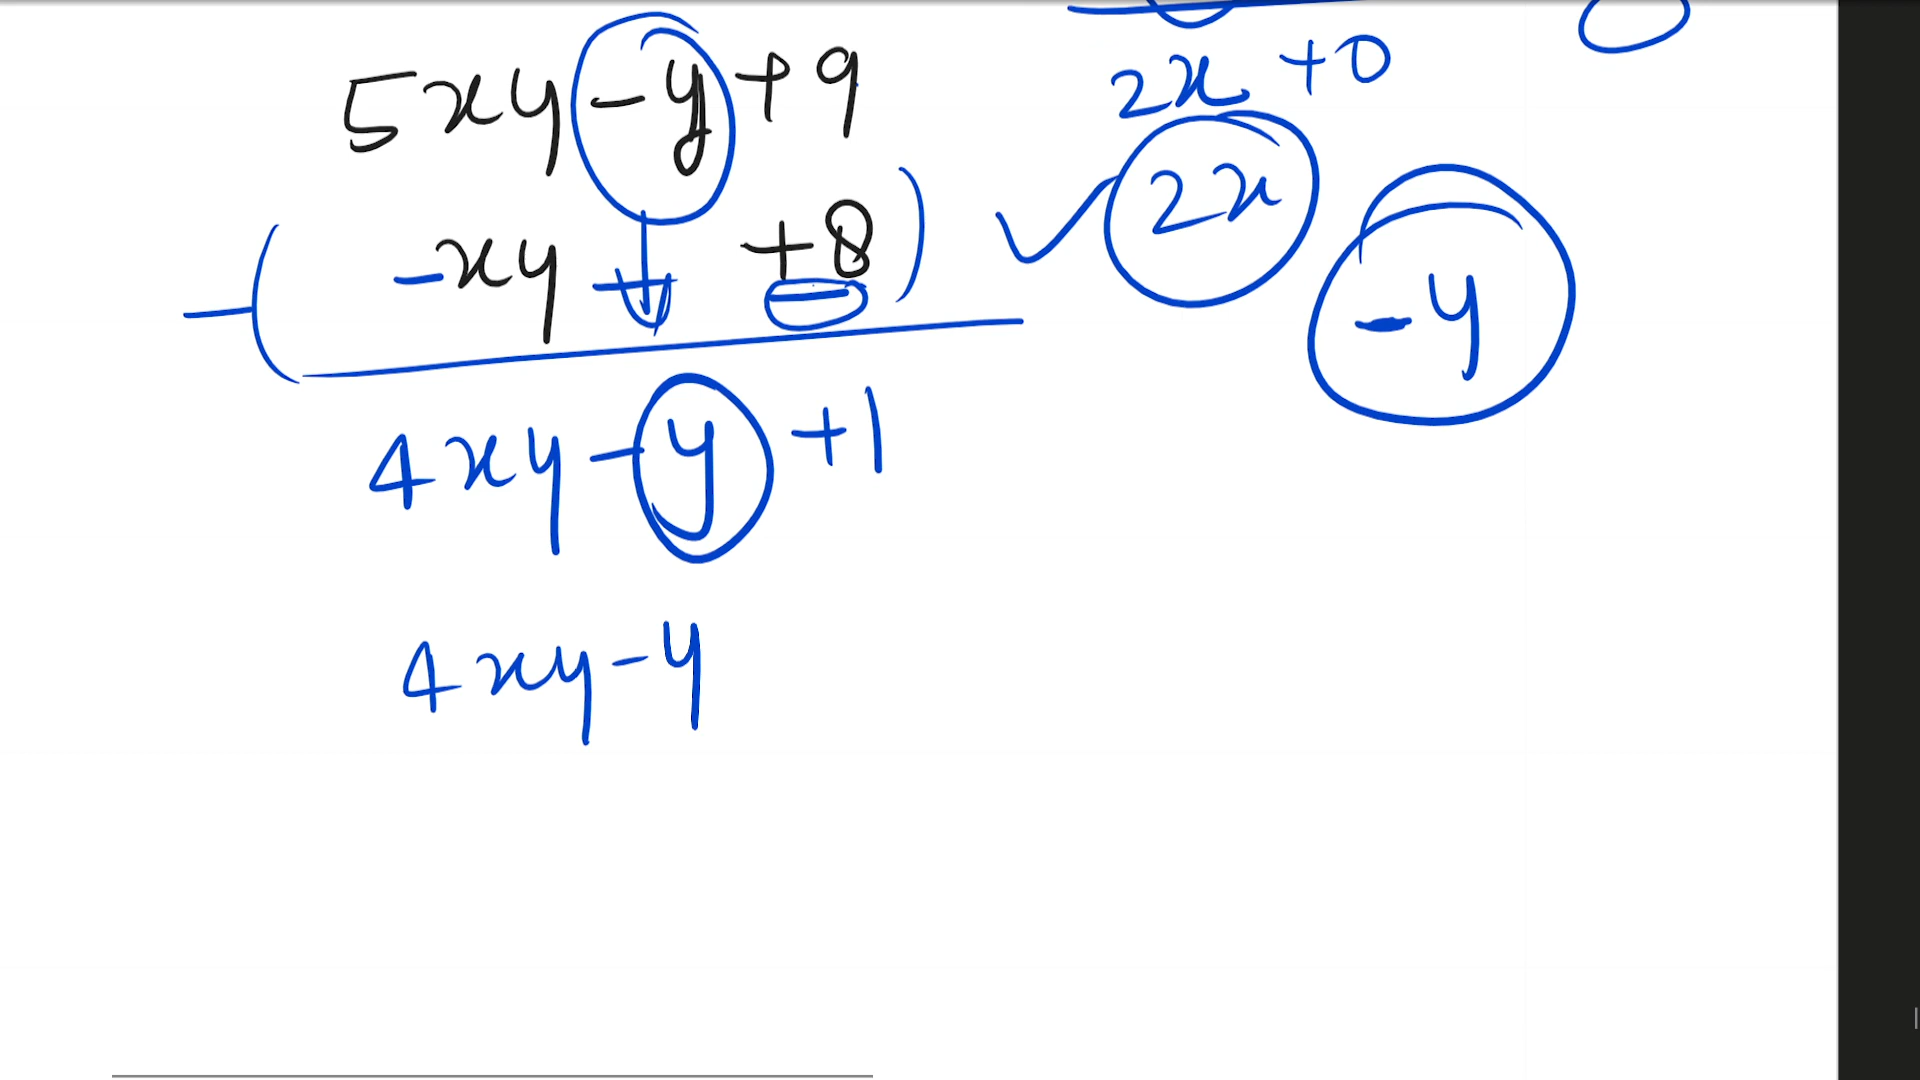 5xy - y + 9
-( -xy + 8 )
4xy - y + 1
4xy - y
2x + 0
2x
- y